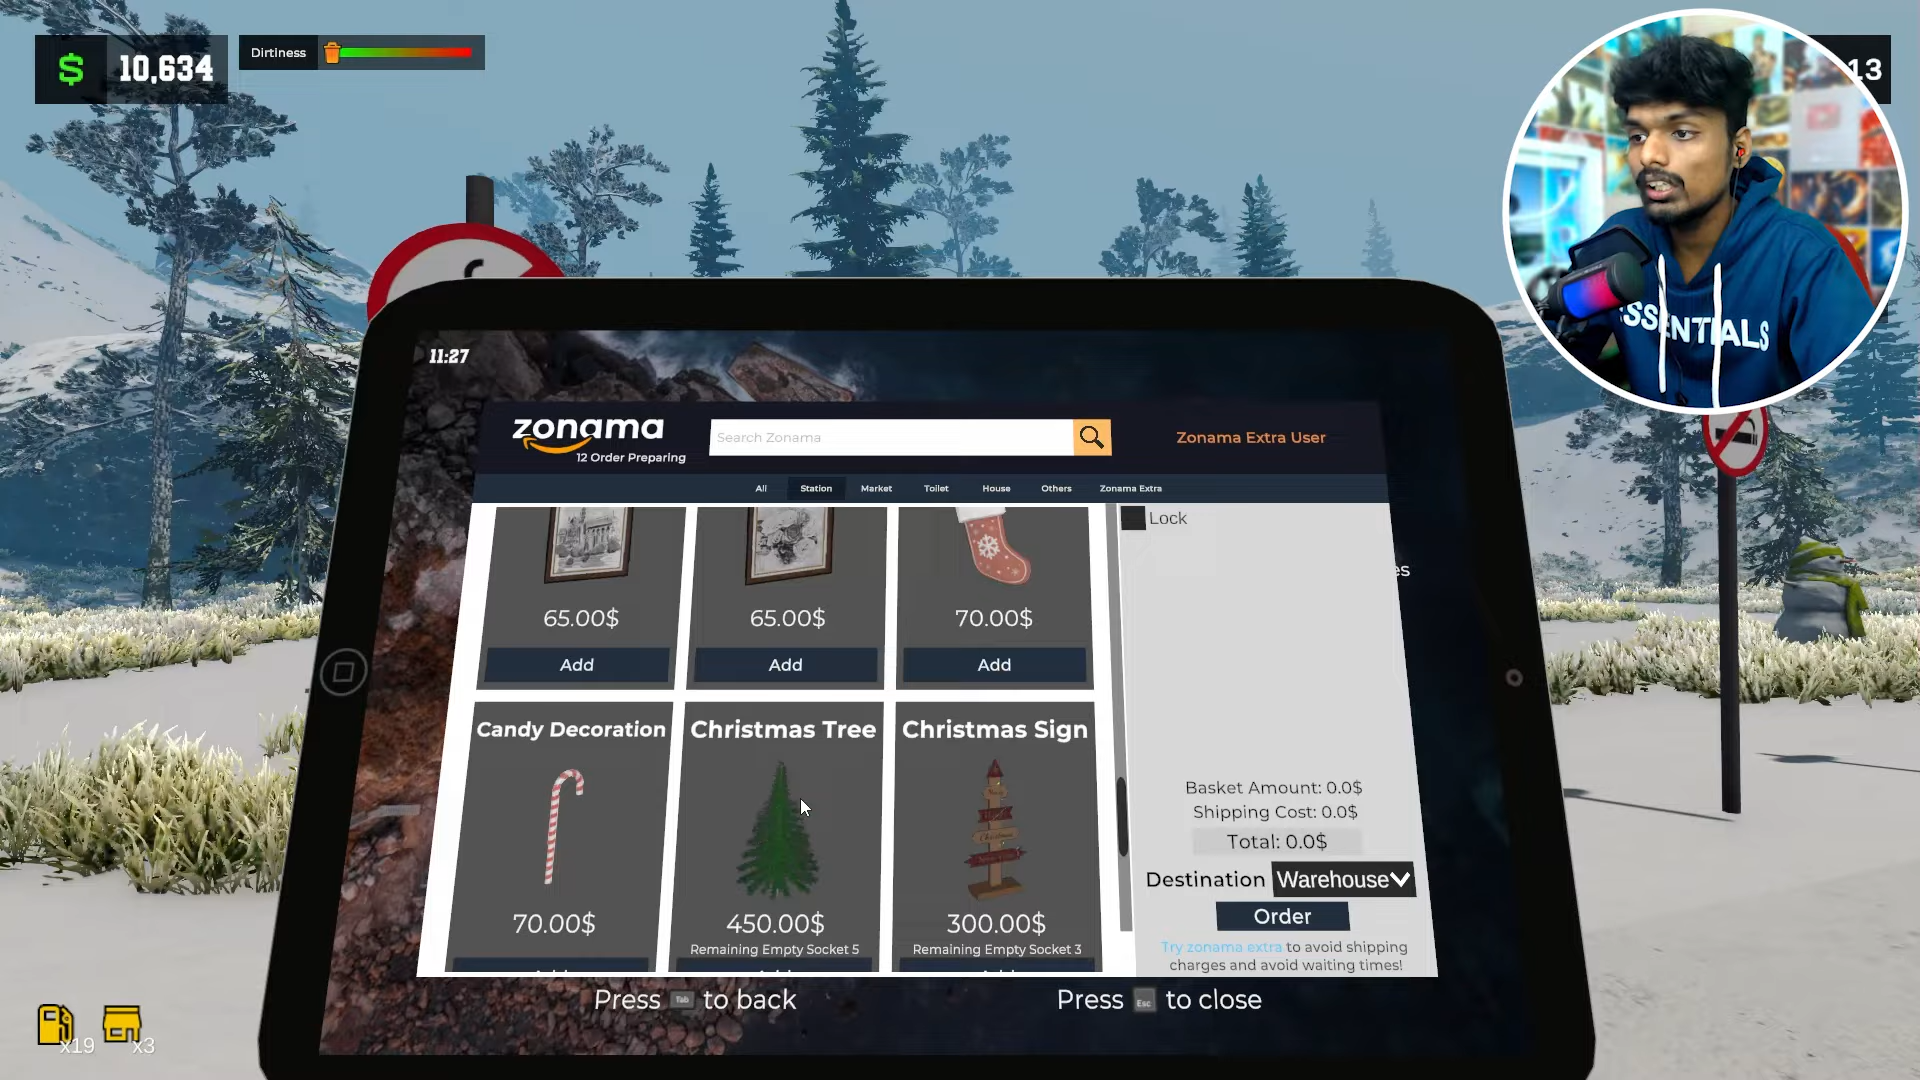 $ 10,634
Dirtiness
13
ESSENTIALS
11:27
zonama
12 Order Preparing
Search Zonama
Zonama Extra User
All Station Market Toilet House Others Zonama Extra
65.00$
65.00$
70.00$
Add
Add
Add
Lock
es
Candy Decoration
Christmas Tree
Christmas Sign
70.00$
450.00$
300.00$
Remaining Empty Socket 5
Remaining Empty Socket 3
Basket Amount: 0.0$
Shipping Cost: 0.0$
Total: 0.0$
Destination Warehouse
Order
Try zonama extra to avoid shipping
charges and avoid waiting times!
Press Tab to back
Press Esc to close
x19
x3